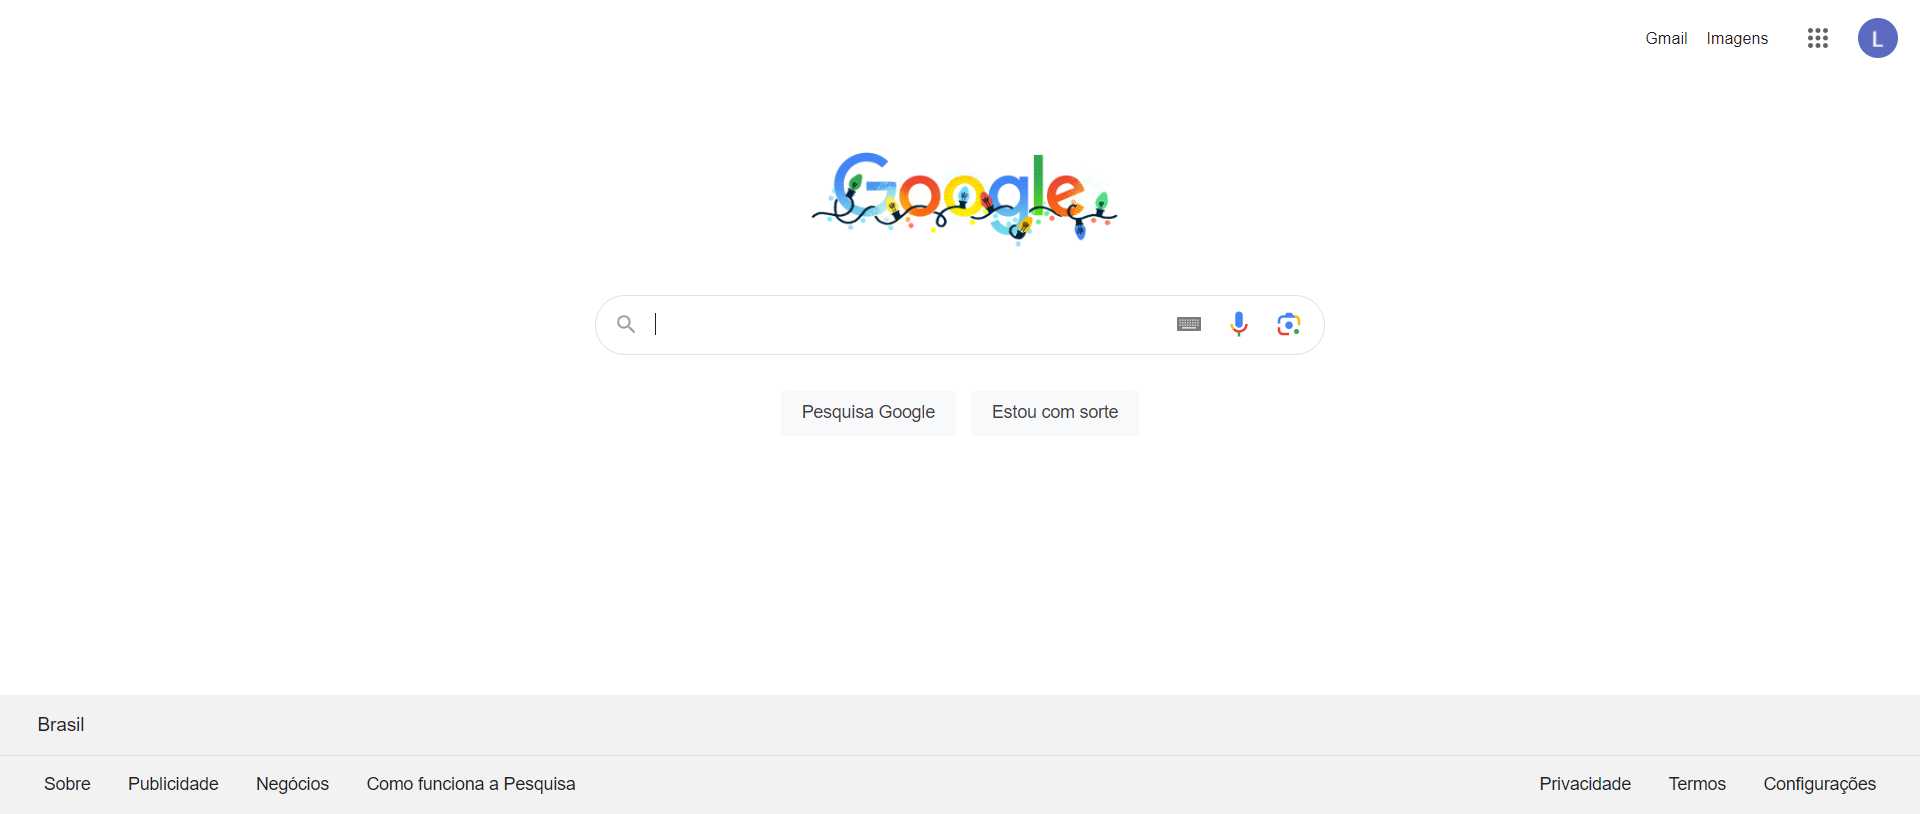 Gmail Imagens L
Google
Pesquisa Google Estou com sorte
Brasil
Sobre Publicidade Negócios Como funciona a Pesquisa Privacidade Termos Configurações